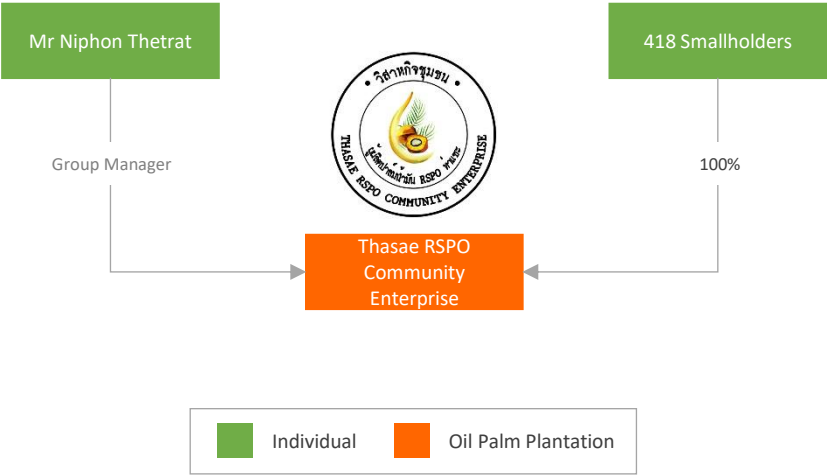 Mr Niphon Thetrat
418 Smallholders
วิสาหกิจชุมชน
THASAE RSPO COMMUNITY ENTERPRISE
RSPO
Group Manager
100%
Thasae RSPO
Community
Enterprise
Individual
Oil Palm Plantation